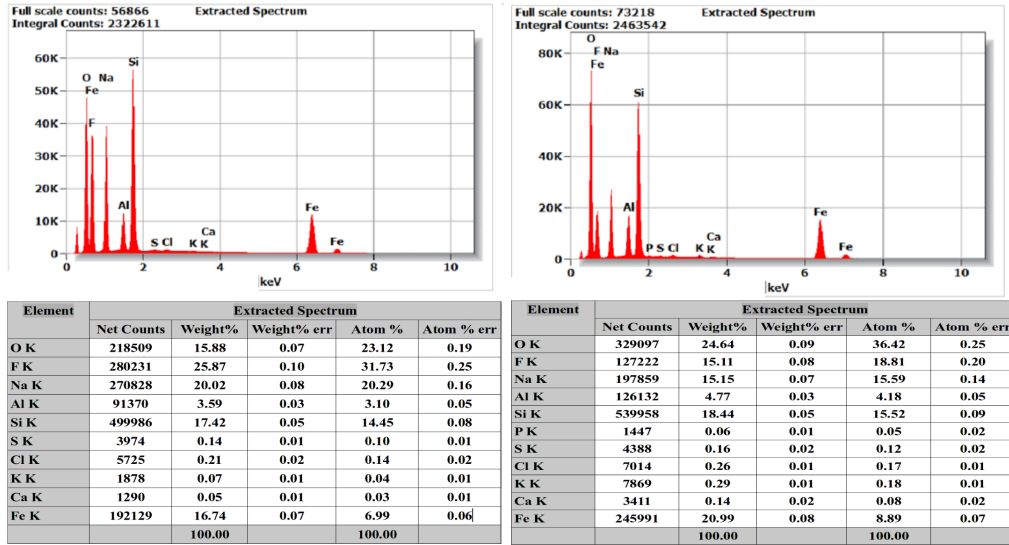 Full scale counts: 56866 Extracted Spectrum
Integral Counts: 2322611
60K
50K
40K
30K
20K
10K
0
O Na
Fe
F
Al
Si
S Cl
K K
Ca
Fe
Fe
0 2 4 6 8 10
keV
Full scale counts: 73218 Extracted Spectrum
Integral Counts: 2463542
80K
60K
40K
20K
0
O
F Na
Fe
Si
Al
P S Cl
K K
Ca
Fe
Fe
0 2 4 6 8 10
keV
Element Extracted Spectrum
Net Counts Weight% Weight% err Atom % Atom % err
O K 218509 15.88 0.07 23.12 0.19
F K 280231 25.87 0.10 31.73 0.25
Na K 270828 20.02 0.08 20.29 0.16
Al K 91370 3.59 0.03 3.10 0.05
Si K 499986 17.42 0.05 14.45 0.08
S K 3974 0.14 0.01 0.10 0.01
Cl K 5725 0.21 0.02 0.14 0.02
K K 1878 0.07 0.01 0.04 0.01
Ca K 1290 0.05 0.01 0.03 0.01
Fe K 192129 16.74 0.07 6.99 0.06
100.00 100.00
Element Extracted Spectrum
Net Counts Weight% Weight% err Atom % Atom % err
O K 329097 24.64 0.09 36.42 0.25
F K 127222 15.11 0.08 18.81 0.20
Na K 197859 15.15 0.07 15.59 0.14
Al K 126132 4.77 0.03 4.18 0.05
Si K 539958 18.44 0.05 15.52 0.09
P K 1447 0.06 0.01 0.05 0.02
S K 4388 0.16 0.02 0.12 0.02
Cl K 7014 0.26 0.01 0.17 0.01
K K 7869 0.29 0.01 0.18 0.01
Ca K 3411 0.14 0.02 0.08 0.02
Fe K 245991 20.99 0.08 8.89 0.07
100.00 100.00